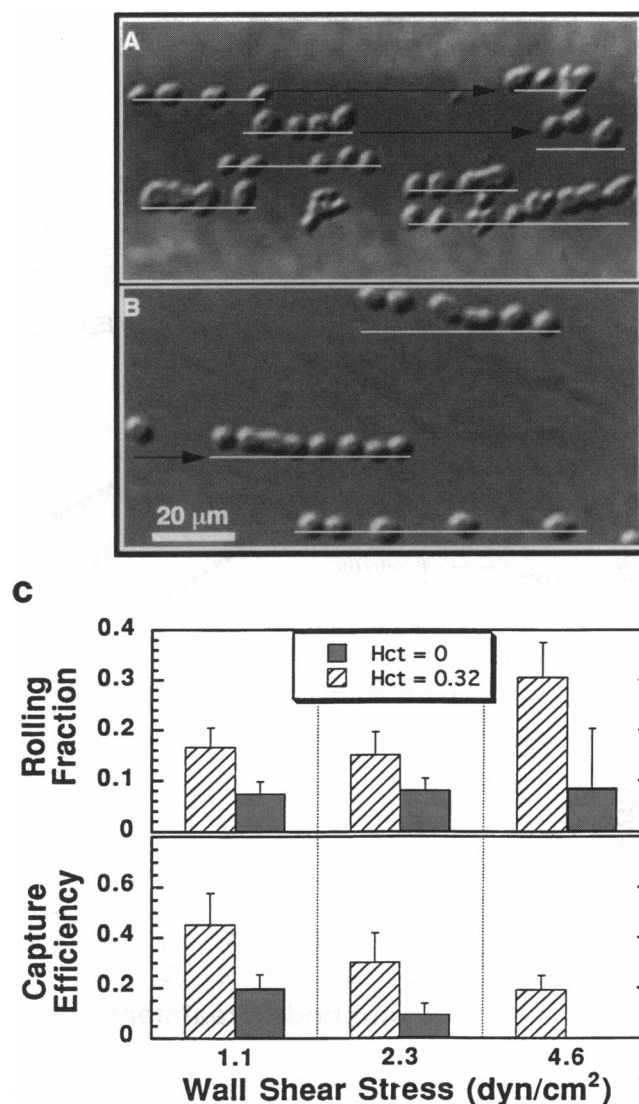 A
B
20 μm
C
Rolling Fraction
0.4
0.3
0.2
0.1
0
Hct = 0
Hct = 0.32
Capture Efficiency
0.6
0.4
0.2
0
1.1 2.3 4.6
Wall Shear Stress (dyn/cm²)